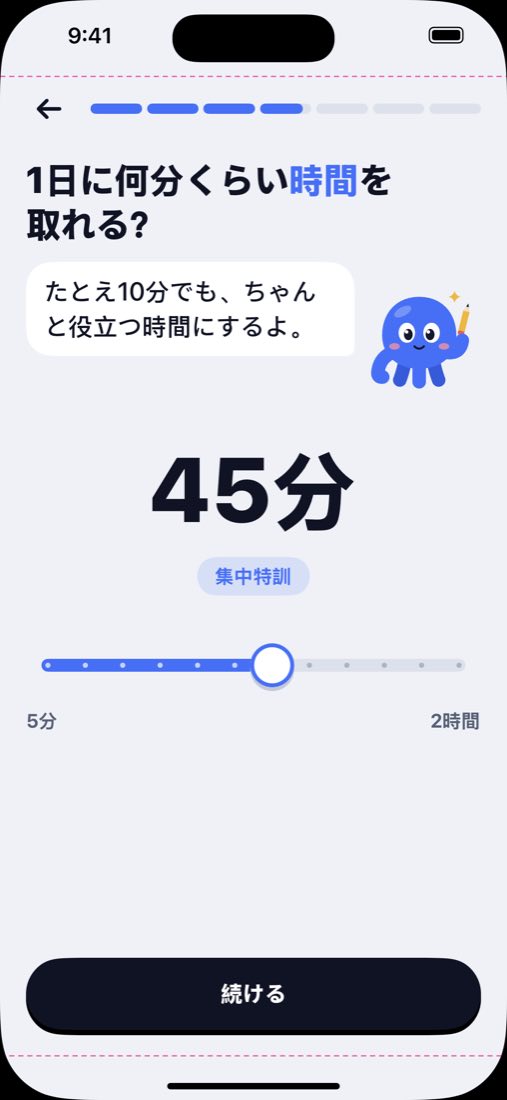 9:41
1日に何分くらい時間を
取れる?
たとえ10分でも、ちゃん
と役立つ時間にするよ。
45分
集中特訓
5分
2時間
続ける